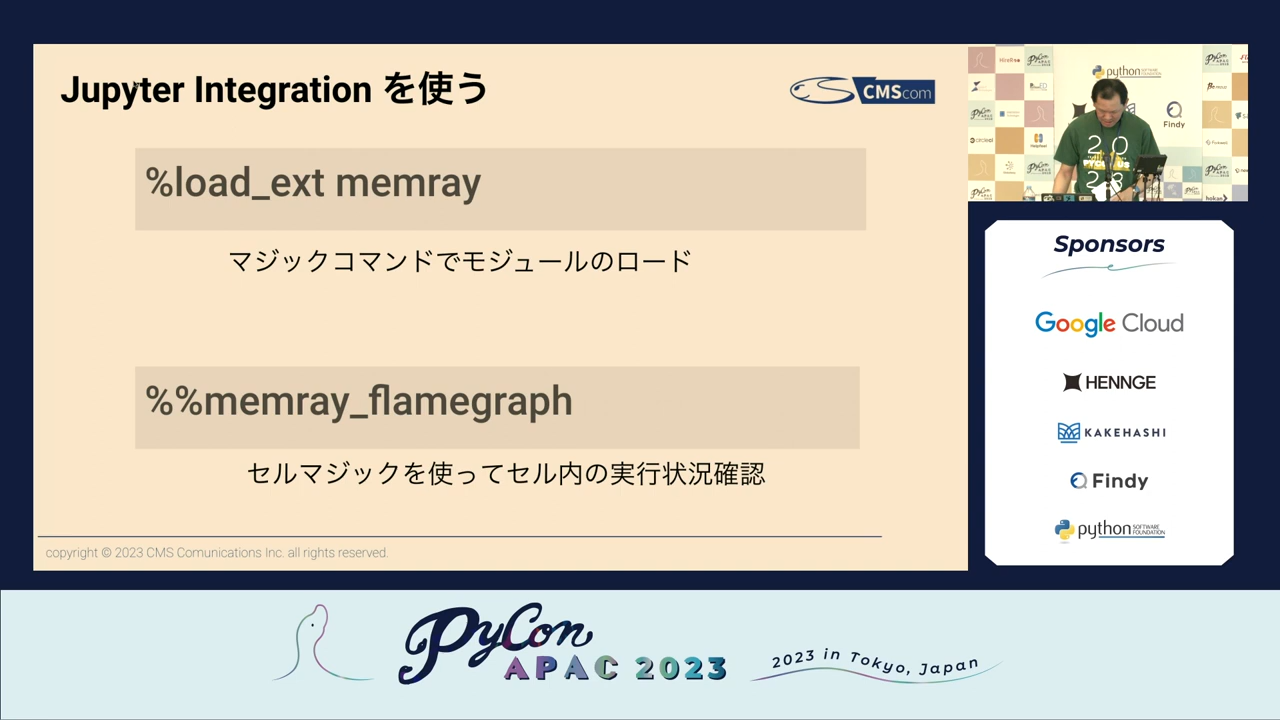 Jupyter Integration を使う
CMScom
%load_ext memray
マジックコマンドでモジュールのロード
%%memray_flamegraph
セルマジックを使ってセル内の実行状況確認
copyright © 2023 CMS Comunications Inc. all rights reserved.
python
Findy
Sponsors
Google Cloud
HENNGE
KAKEHASHI
Findy
python SOFTWARE FOUNDATION
PyCon
APAC 2023
2023 in Tokyo, Japan